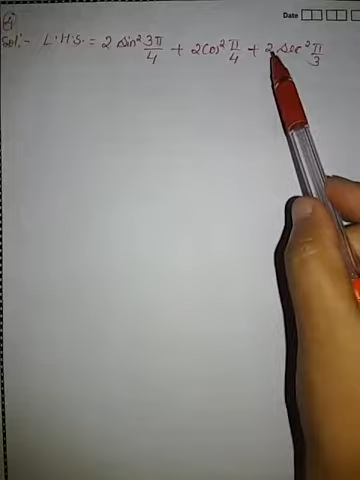 Date
Sol:- L.H.S. = 2 sin² 3π/4 + 2cos² π/4 + 2 sec² π/3